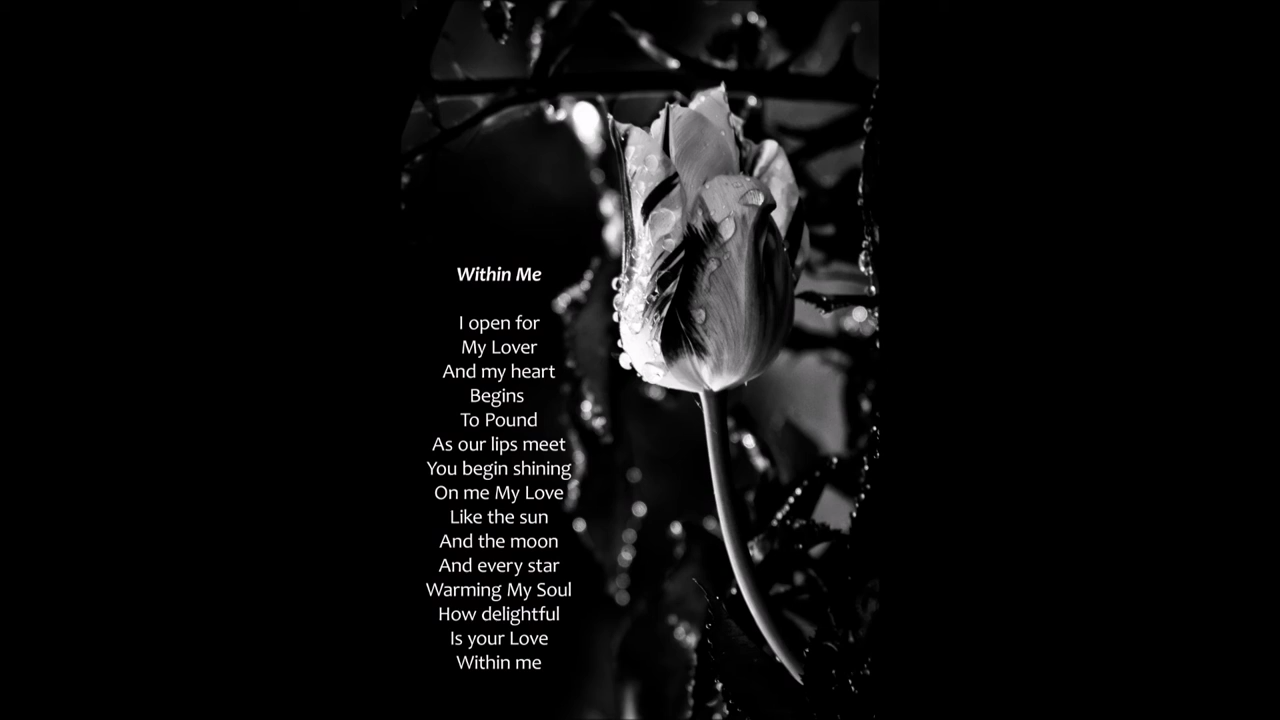 Within Me
I open for
My Lover
And my heart
Begins
To Pound
As our lips meet
You begin shining
On me My Love
Like the sun
And the moon
And every star
Warming My Soul
How delightful
Is your Love
Within me